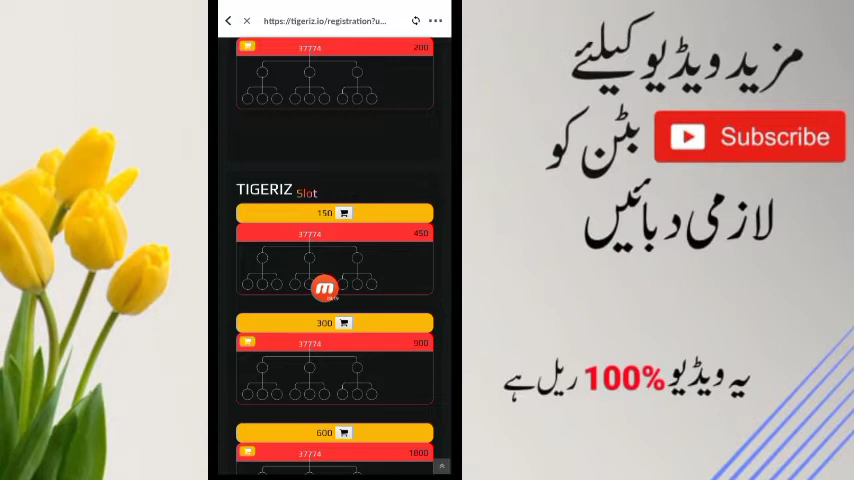 https://tigeriz.io/registration?u...
37774 200
TIGERIZ Slot
150
37774 450
300
37774 900
600
37774 1800
مزید ویڈیو کیلئے
بٹن کو Subscribe
لازمی دبائیں
یہ ویڈیو 100% ریل ہے